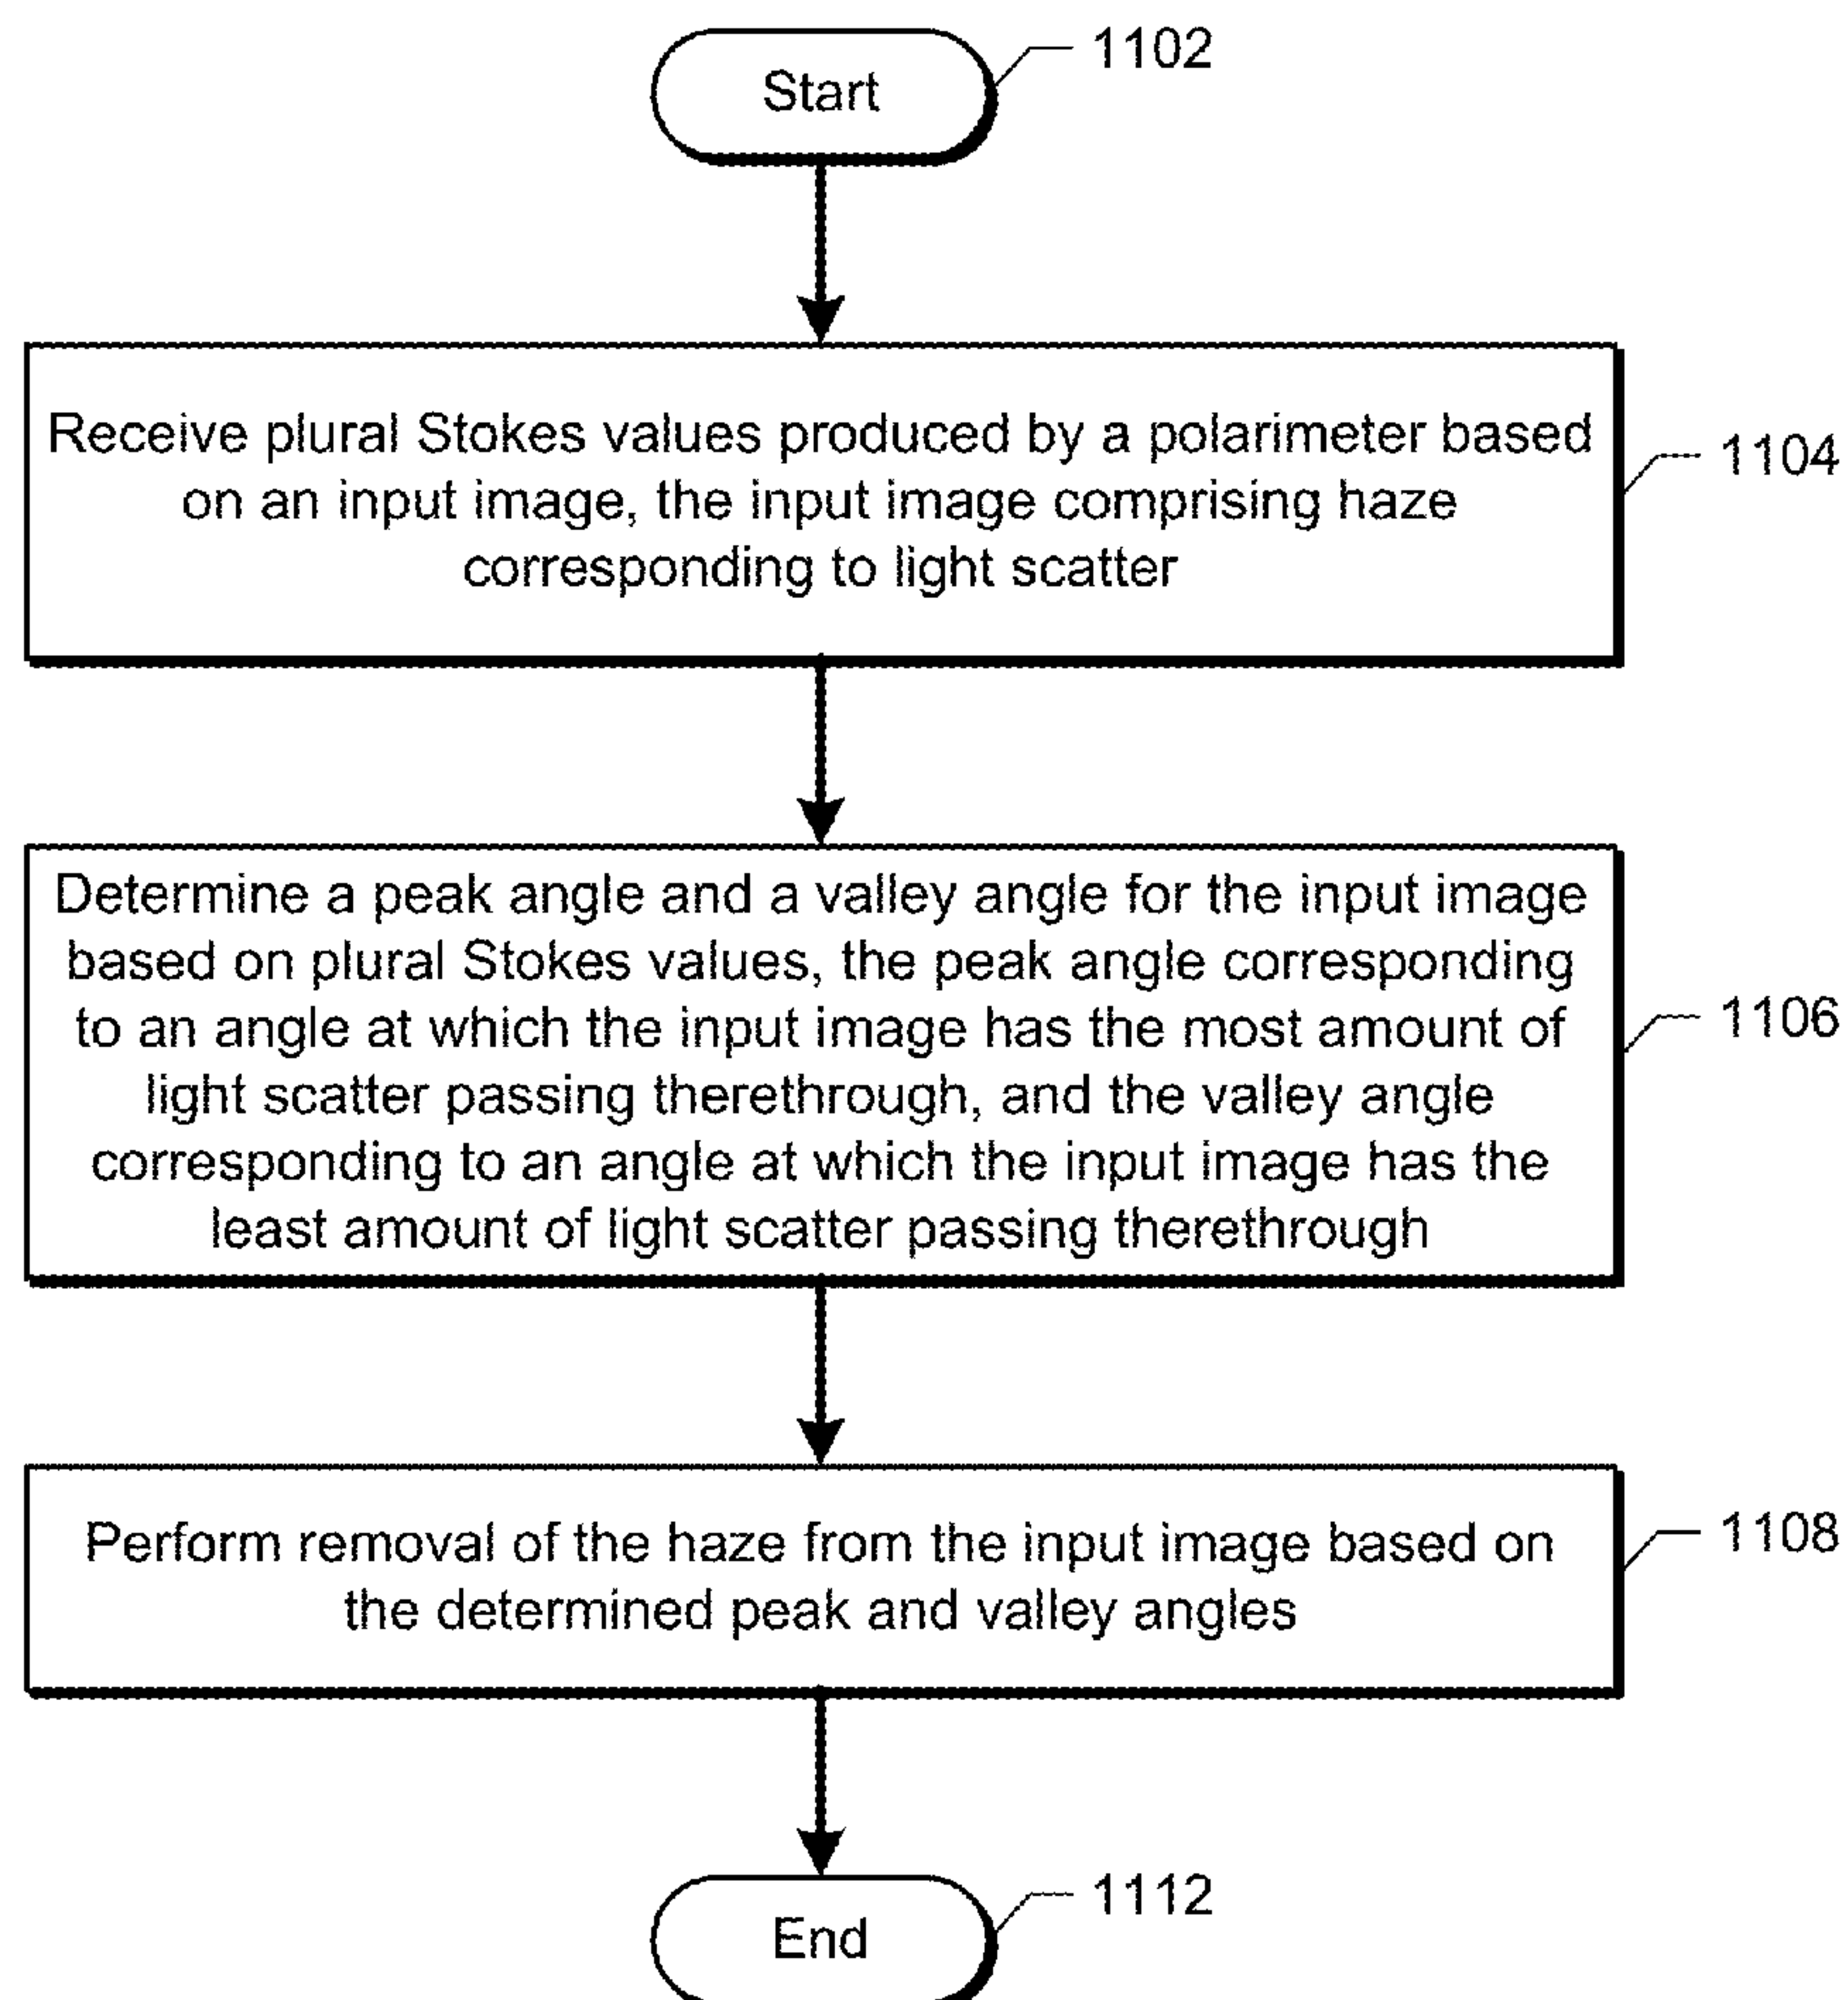 Start
1102
Receive plural Stokes values produced by a polarimeter based
on an input image, the input image comprising haze
corresponding to light scatter
1104
Determine a peak angle and a valley angle for the input image
based on plural Stokes values, the peak angle corresponding
to an angle at which the input image has the most amount of
light scatter passing therethrough, and the valley angle
corresponding to an angle at which the input image has the
least amount of light scatter passing therethrough
1106
Perform removal of the haze from the input image based on
the determined peak and valley angles
1108
End
1112